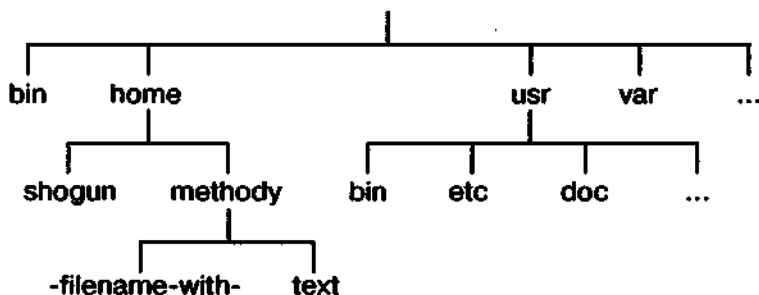 bin home usr var ...
shogun methody bin etc doc ...
-filename-with- text